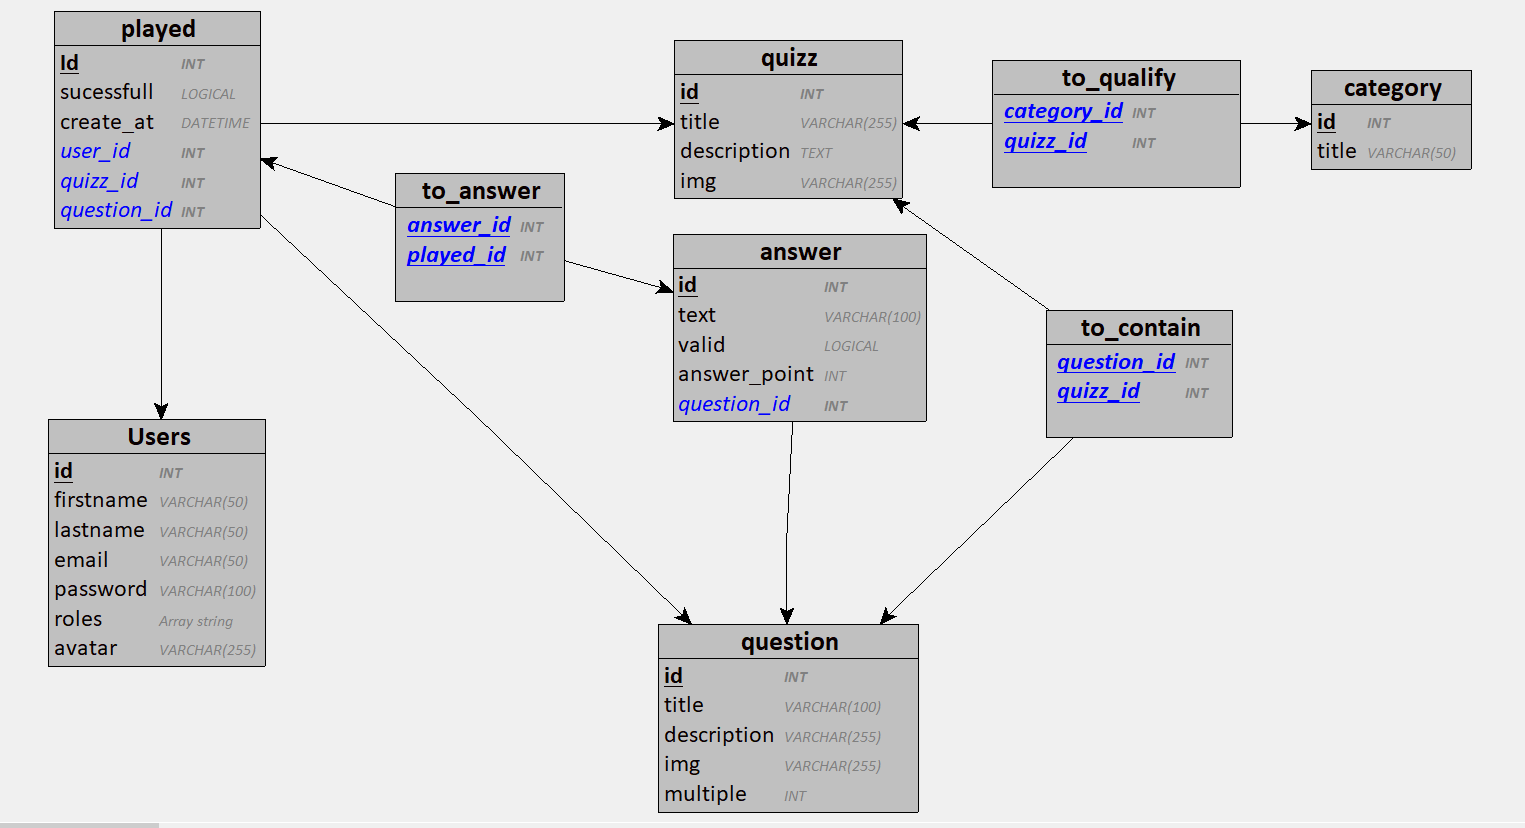 played
Id INT
sucessfull LOGICAL
create_at DATETIME
user_id INT
quizz_id INT
question_id INT
quizz
id INT
title VARCHAR(255)
description TEXT
img VARCHAR(255)
to_qualify
category_id INT
quizz_id INT
category
id INT
title VARCHAR(50)
to_answer
answer_id INT
played_id INT
answer
id INT
text VARCHAR(100)
valid LOGICAL
answer_point INT
question_id INT
to_contain
question_id INT
quizz_id INT
Users
id INT
firstname VARCHAR(50)
lastname VARCHAR(50)
email VARCHAR(50)
password VARCHAR(100)
roles Array string
avatar VARCHAR(255)
question
id INT
title VARCHAR(100)
description VARCHAR(255)
img VARCHAR(255)
multiple INT